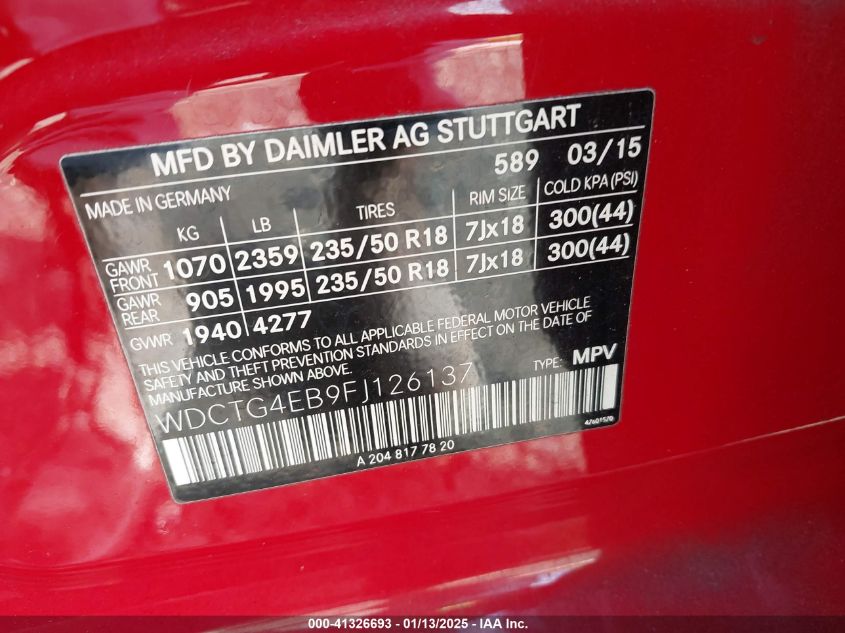 MFD BY DAIMLER AG STUTTGART
MADE IN GERMANY 589 03/15
KG LB TIRES RIM SIZE COLD KPA (PSI)
GAWR FRONT 1070 2359 235/50 R18 7Jx18 300(44)
GAWR REAR 905 1995 235/50 R18 7Jx18 300(44)
GVWR 1940 4277
THIS VEHICLE CONFORMS TO ALL APPLICABLE FEDERAL MOTOR VEHICLE
SAFETY AND THEFT PREVENTION STANDARDS IN EFFECT ON THE DATE OF
MANUFACTURE SHOWN ABOVE.
TYPE: MPV
WDCTG4EB9FJ126137
A 204 817 78 20
000-41326693 - 01/13/2025 - IAA Inc.